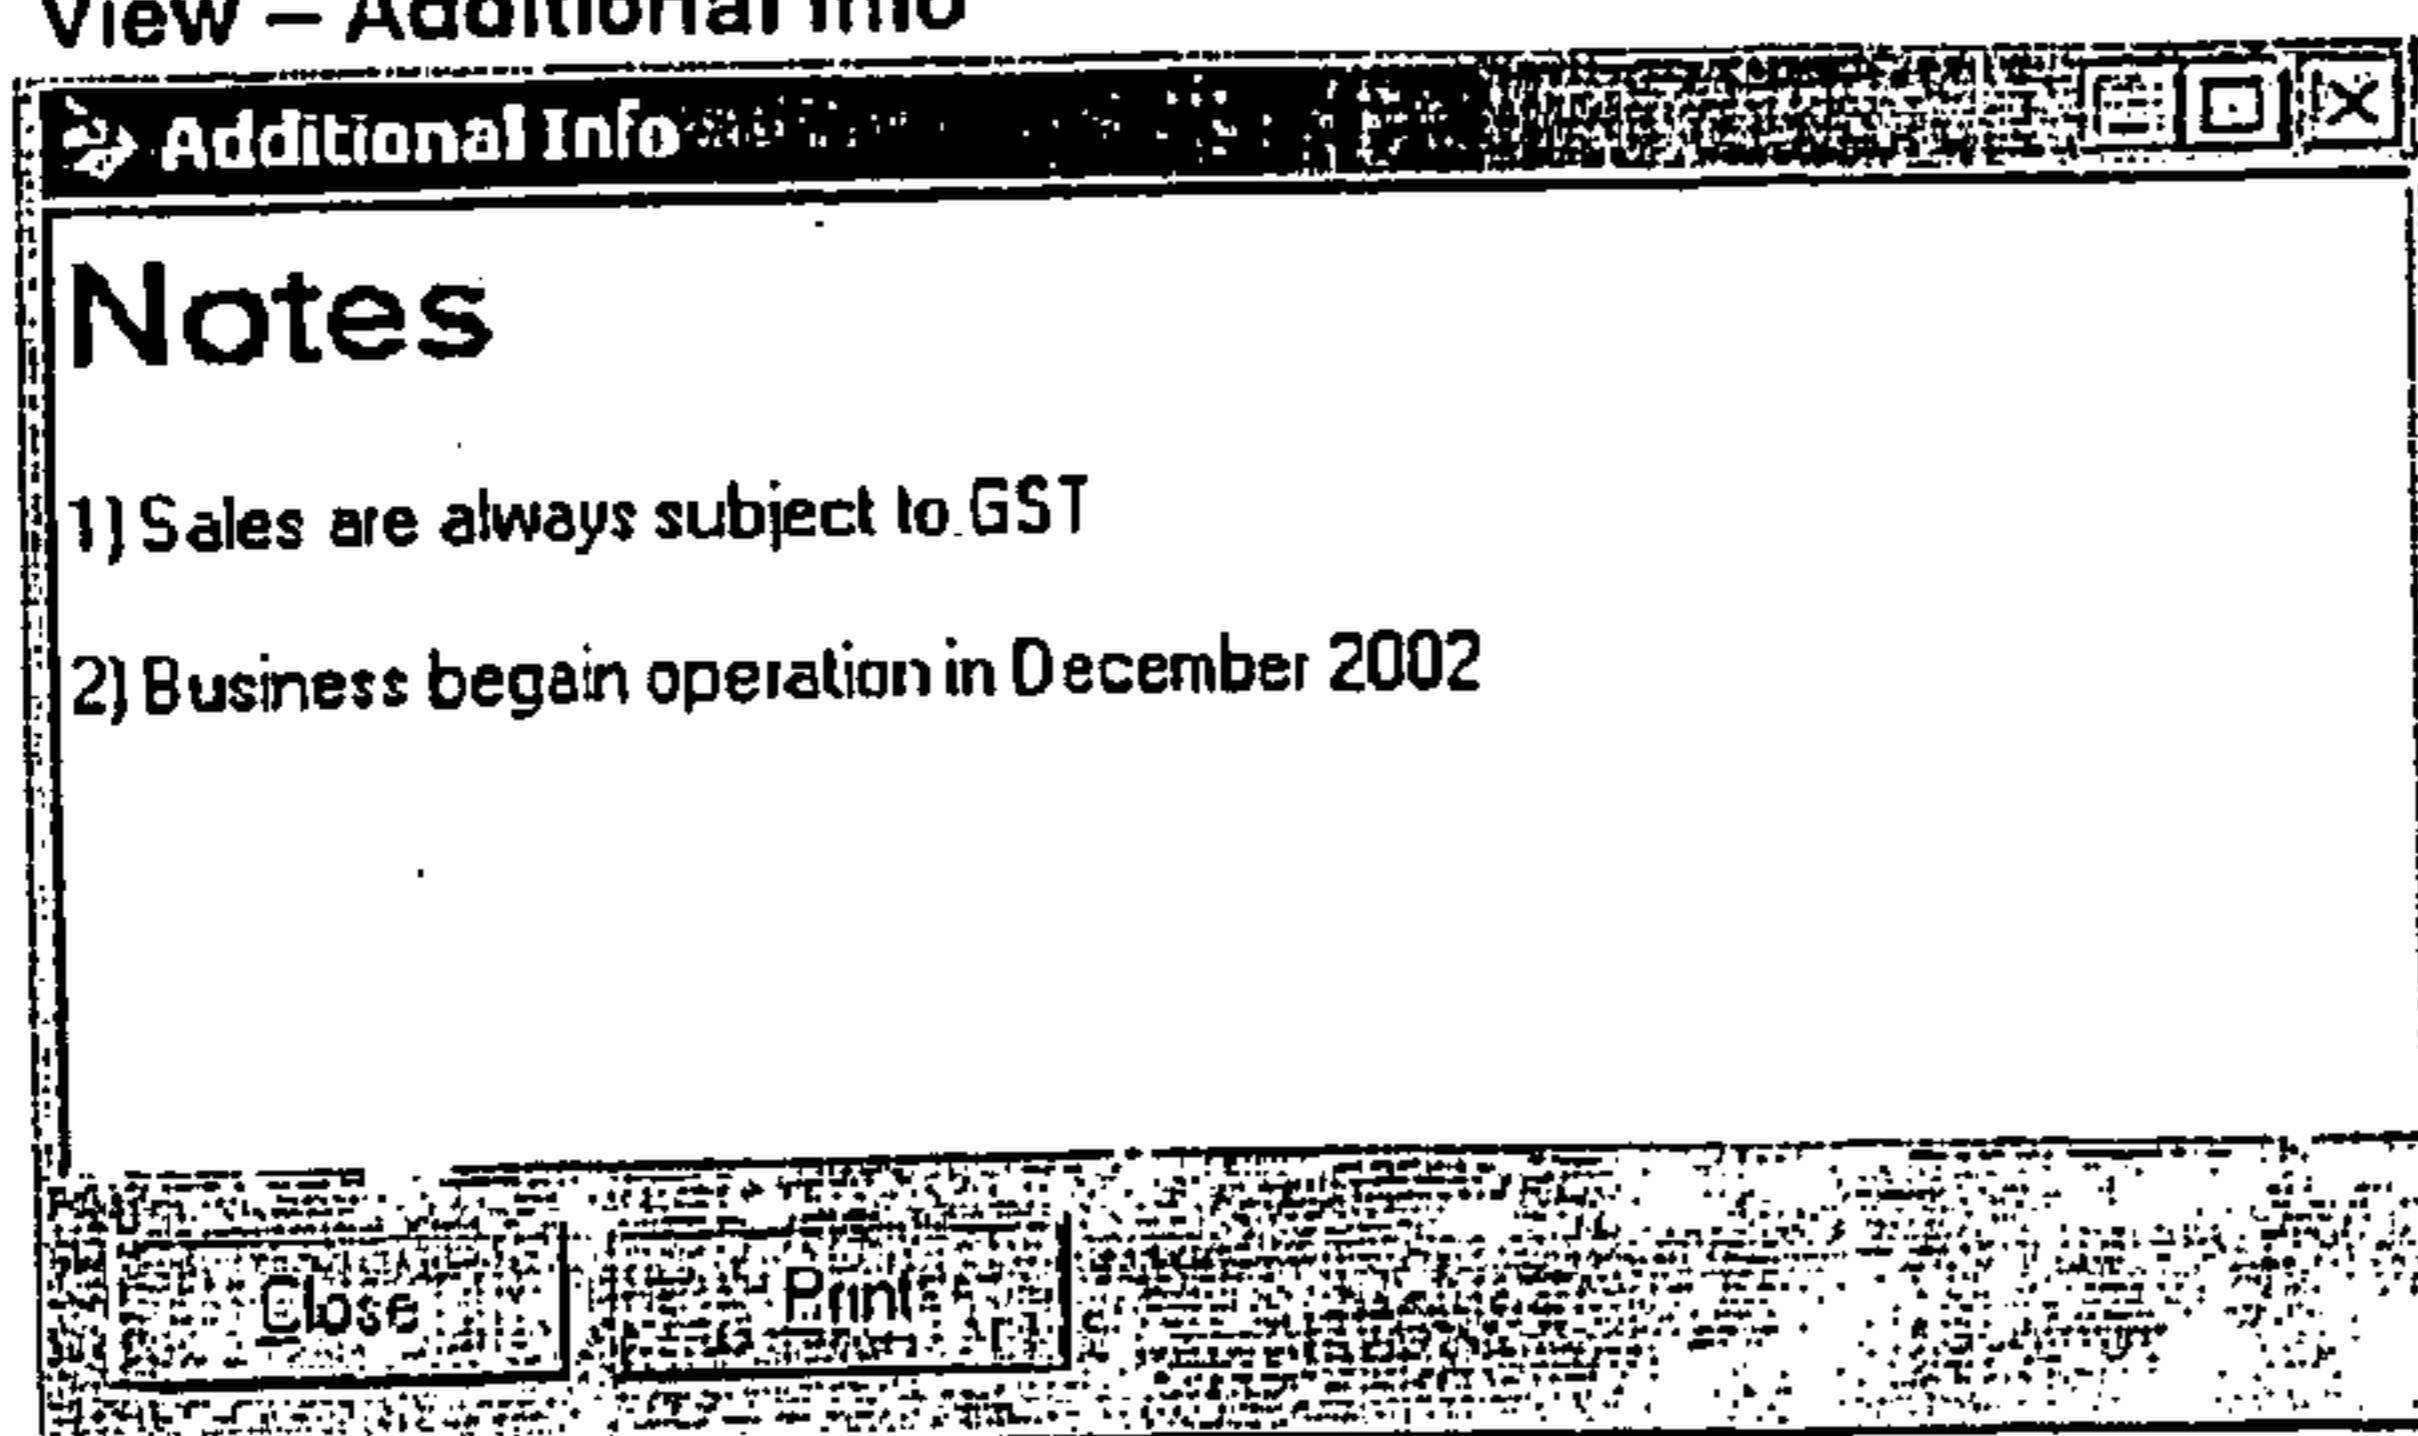 View – Additional Info
Additional Info
Notes
1) Sales are always subject to GST
2) Business begain operation in December 2002
Close
Print